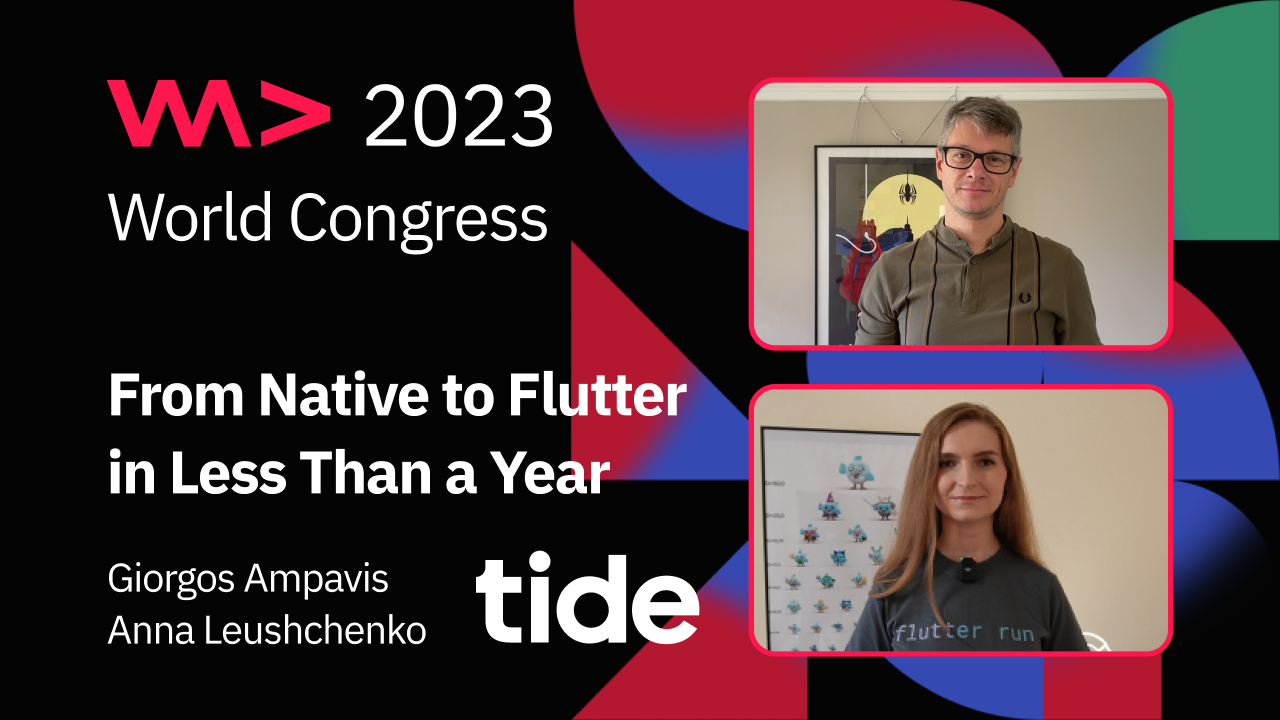 2023
World Congress
From Native to Flutter
in Less Than a Year
Giorgos Ampavis
Anna Leushchenko
tide
flutter run